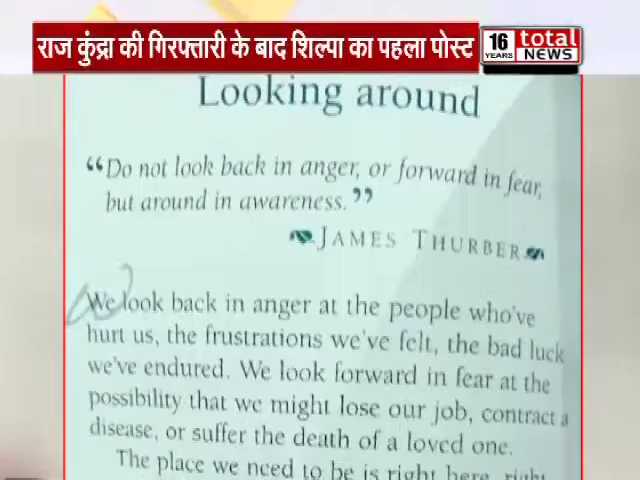 राज कुंद्रा की गिरफ्तारी के बाद शिल्पा का पहला पोस्ट
16 YEARS
total NEWS
Looking around
“Do not look back in anger, or forward in fear,
but around in awareness.”
JAMES THURBER
We look back in anger at the people who've
hurt us, the frustrations we've felt, the bad luck
we've endured. We look forward in fear at the
possibility that we might lose our job, contract a
disease, or suffer the death of a loved one.
The place we need to be is right here, right